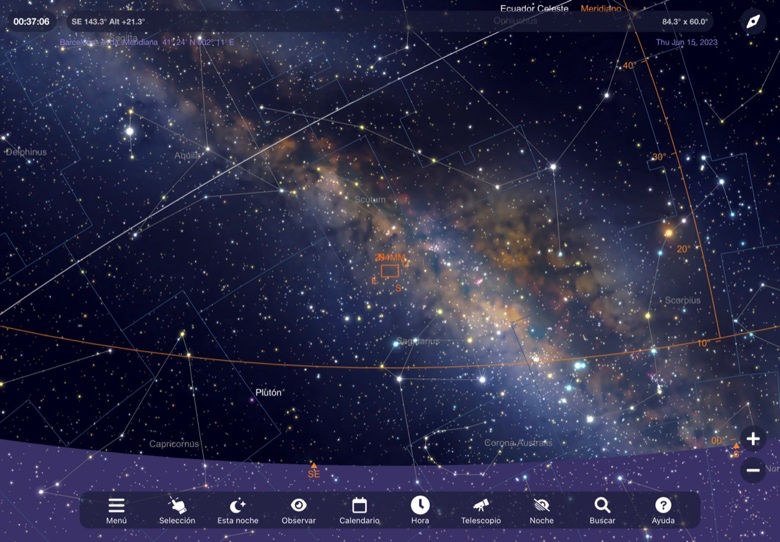 Ecuador Celeste Meridiano
00:37:06 SE 143.3° Alt +21.3° Ophiuchus 84.3° x 60.0°
Thu Jun 15, 2023
40°
Delphinus
Aquila
30°
Scutum
20°
S
Scorpius
Sagittarius
10°
Plutón
Capricornus
Corona Australis
00°
S
SE
Menú Selección Esta noche Observar Calendario Hora Telescopio Noche Buscar Ayuda